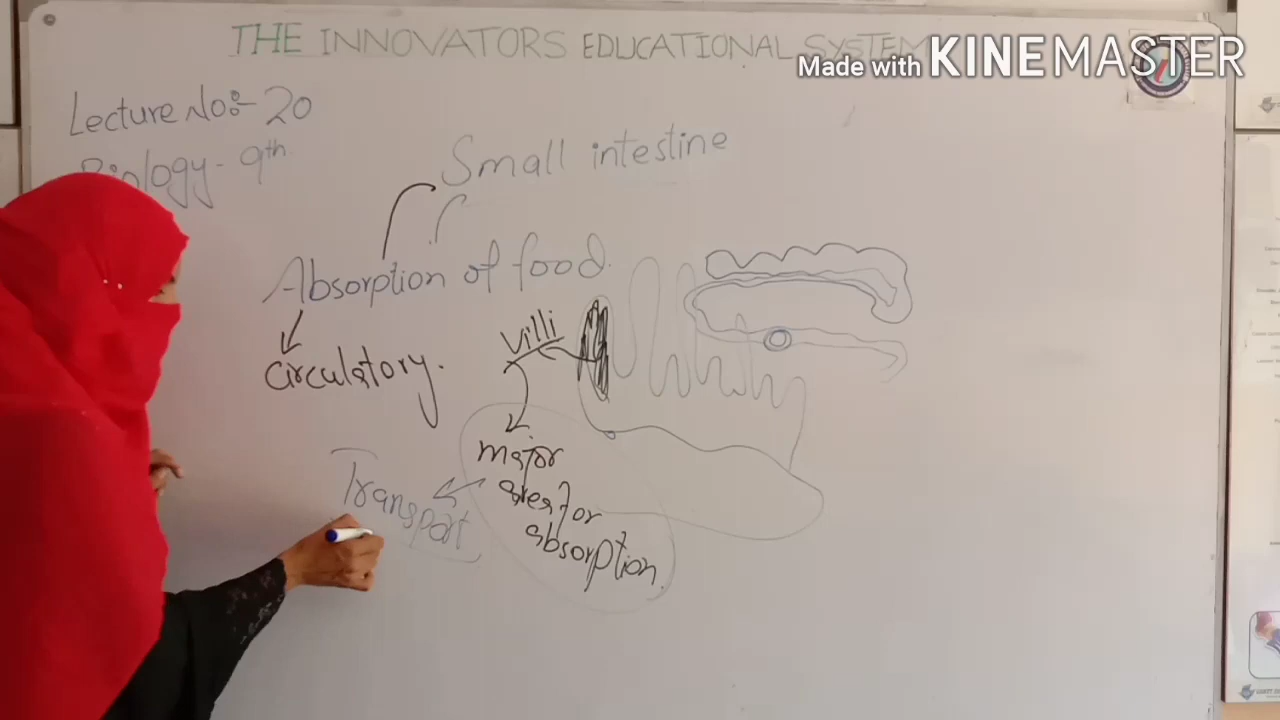 THE INNOVATORS EDUCATIONAL SYSTEM
Made with KINEMASTER
Lecture No:- 20
Biology - 9th
Small intestine
Absorption of food.
Villi
Circulatory.
major
area for
absorption.
Transport